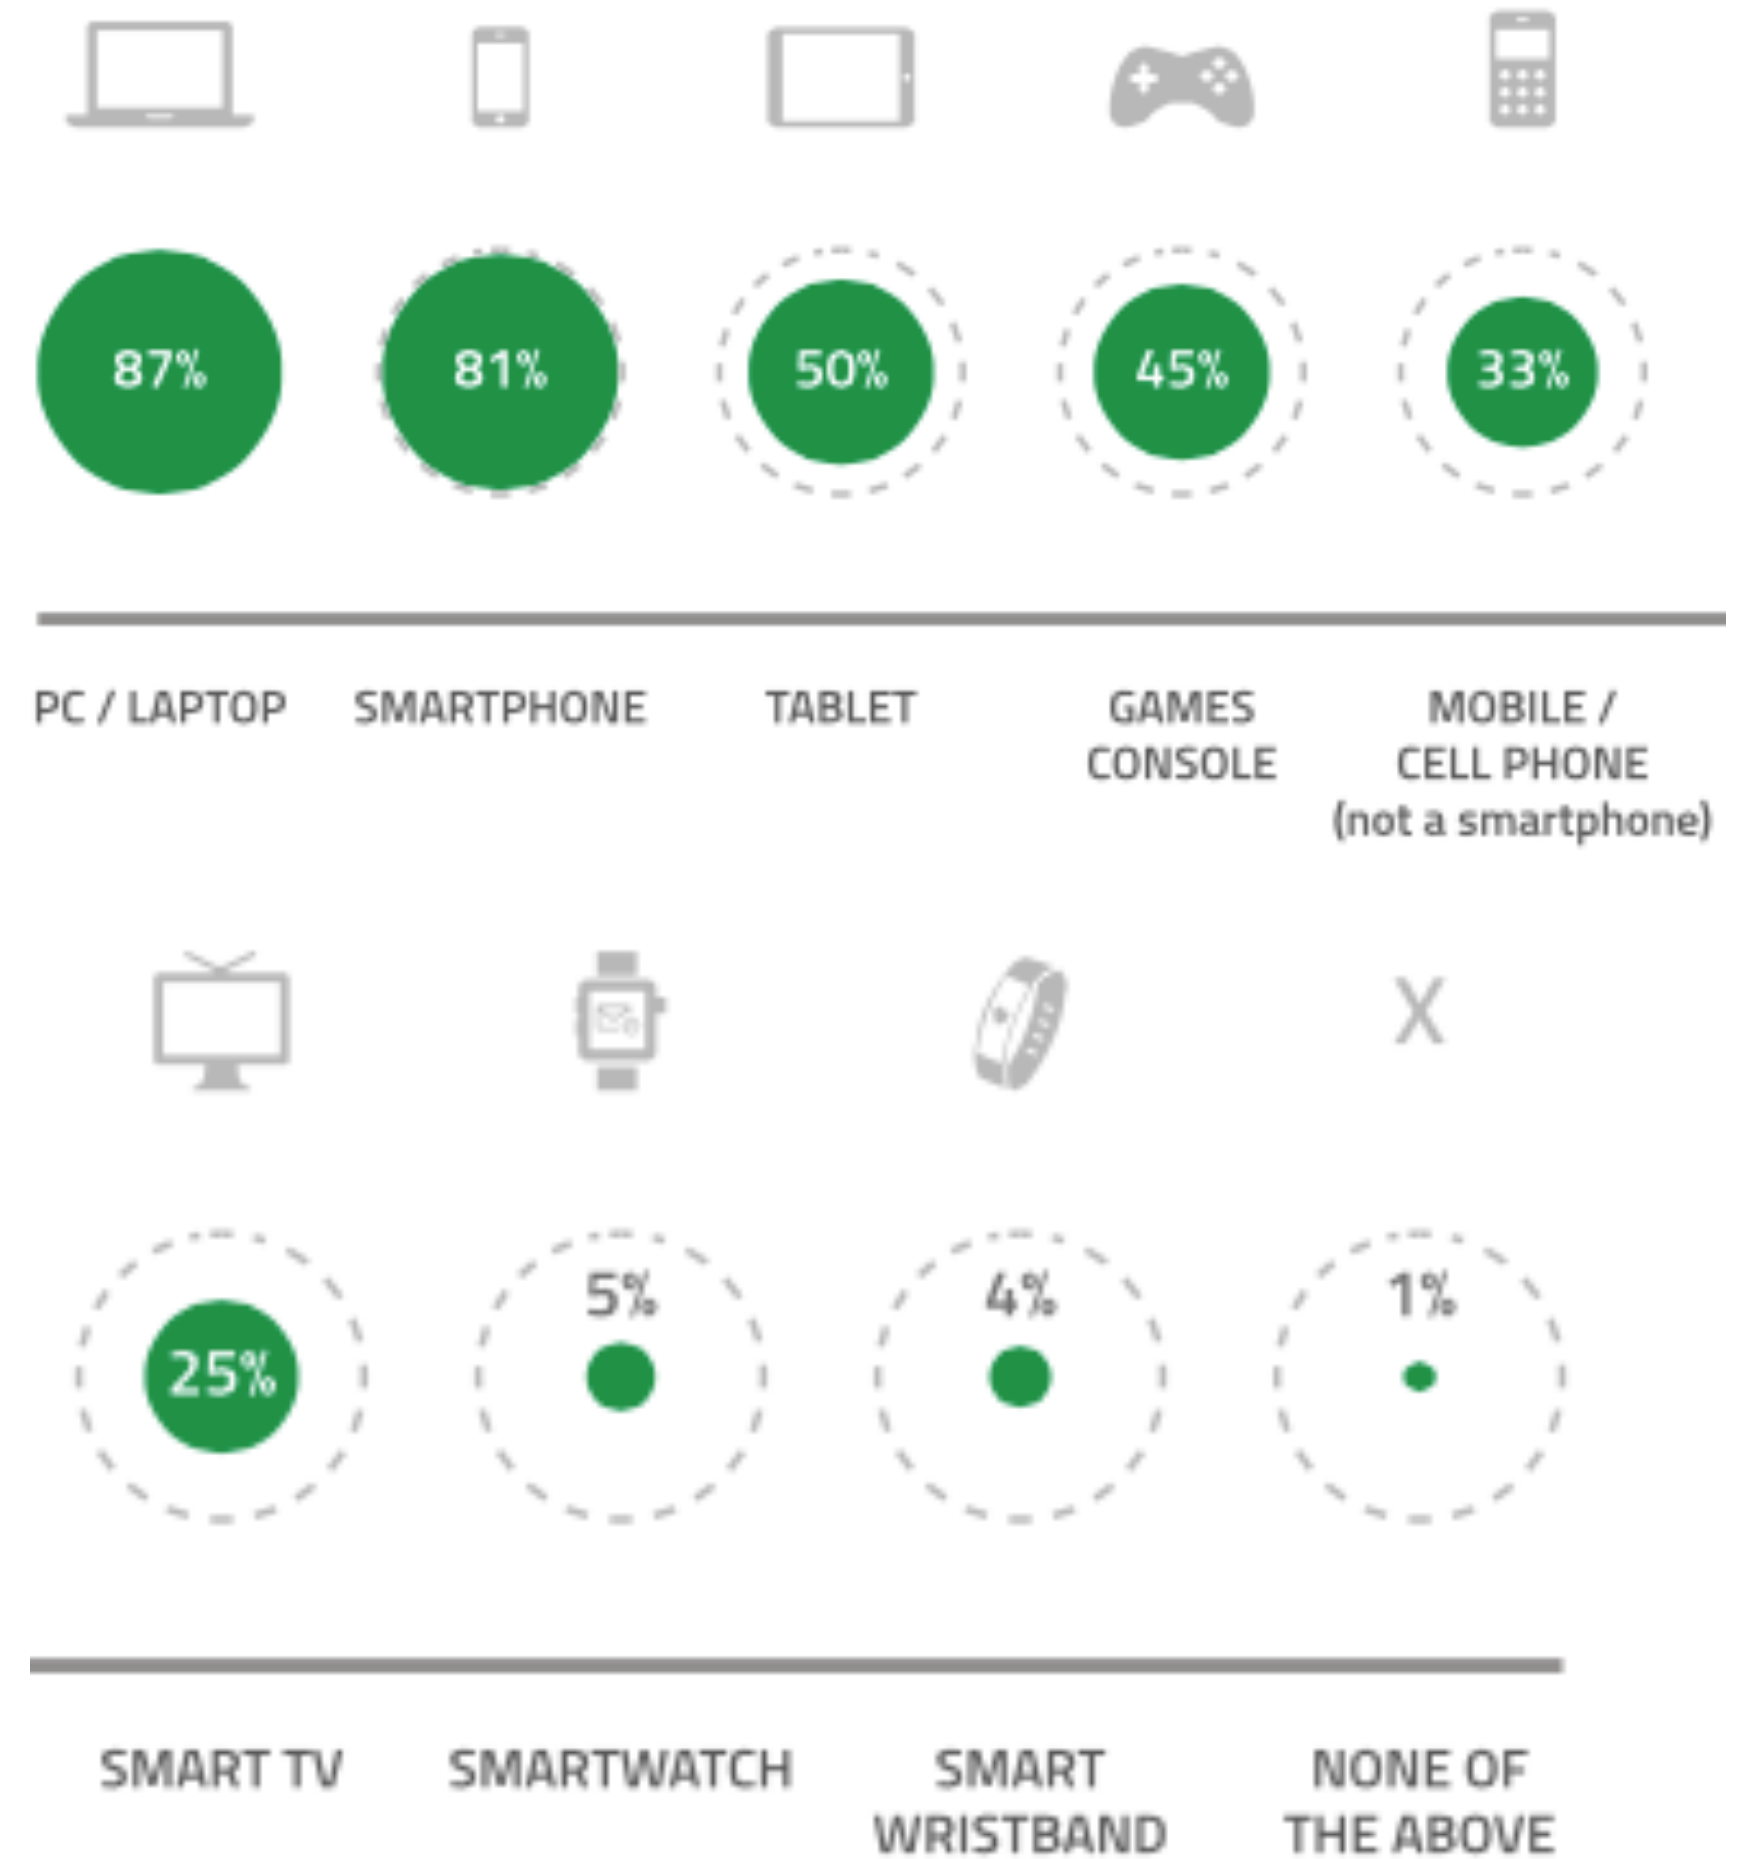 87%
81%
50%
45%
33%
PC / LAPTOP
SMARTPHONE
TABLET
GAMES
CONSOLE
MOBILE /
CELL PHONE
(not a smartphone)
X
25%
5%
4%
1%
SMART TV
SMARTWATCH
SMART
WRISTBAND
NONE OF
THE ABOVE